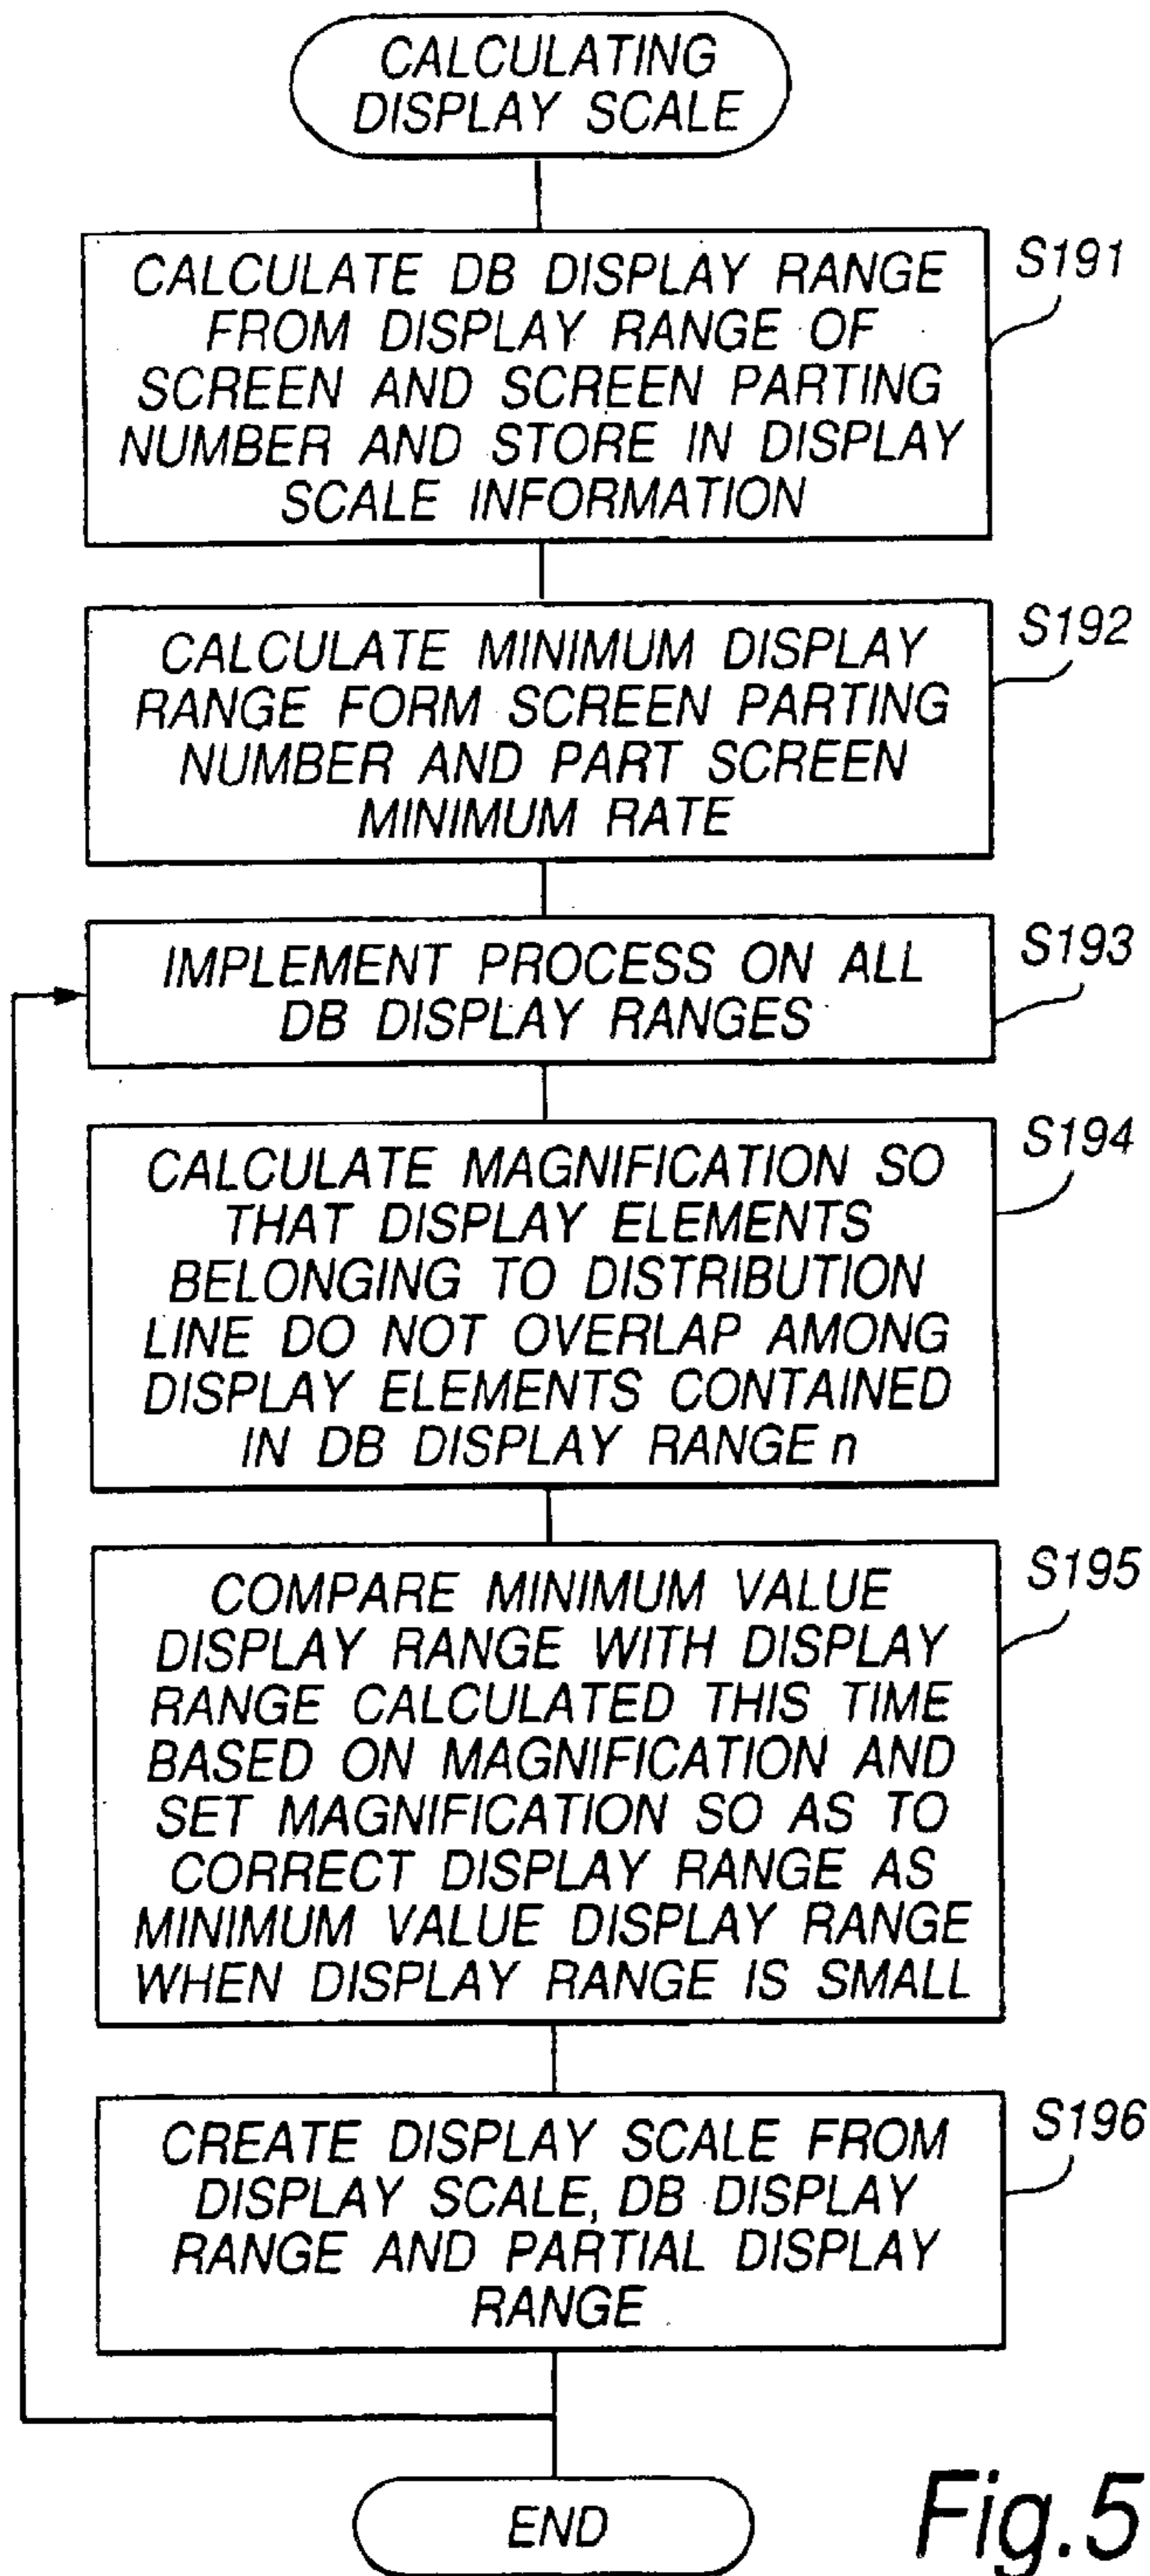 CALCULATING
DISPLAY SCALE
CALCULATE DB DISPLAY RANGE
FROM DISPLAY RANGE OF
SCREEN AND SCREEN PARTING
NUMBER AND STORE IN DISPLAY
SCALE INFORMATION
S191
CALCULATE MINIMUM DISPLAY
RANGE FORM SCREEN PARTING
NUMBER AND PART SCREEN
MINIMUM RATE
S192
IMPLEMENT PROCESS ON ALL
DB DISPLAY RANGES
S193
CALCULATE MAGNIFICATION SO
THAT DISPLAY ELEMENTS
BELONGING TO DISTRIBUTION
LINE DO NOT OVERLAP AMONG
DISPLAY ELEMENTS CONTAINED
IN DB DISPLAY RANGE n
S194
COMPARE MINIMUM VALUE
DISPLAY RANGE WITH DISPLAY
RANGE CALCULATED THIS TIME
BASED ON MAGNIFICATION AND
SET MAGNIFICATION SO AS TO
CORRECT DISPLAY RANGE AS
MINIMUM VALUE DISPLAY RANGE
WHEN DISPLAY RANGE IS SMALL
S195
CREATE DISPLAY SCALE FROM
DISPLAY SCALE, DB DISPLAY
RANGE AND PARTIAL DISPLAY
RANGE
S196
END
Fig.5